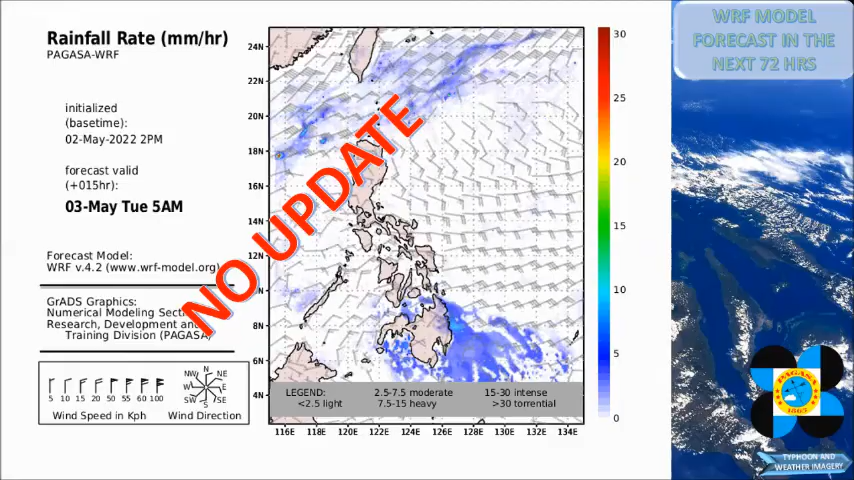 Rainfall Rate (mm/hr)
PAGASA-WRF
initialized
(basetime):
02-May-2022 2PM
forecast valid
(+015hr):
03-May Tue 5AM
Forecast Model:
WRF v.4.2 (www.wrf-model.org)
GrADS Graphics:
Numerical Modeling Sect
Research, Development and
Training Division (PAGASA)
NW N NE
W E
SW S SE
5 10 15 20 50 55 60 100
Wind Speed in Kph Wind Direction
NO UPDATE
24N
22N
20N
18N
16N
14N
12N
10N
8N
6N
4N
LEGEND: 2.5-7.5 moderate 15-30 intense
<2.5 light 7.5-15 heavy >30 torrential
116E 118E 120E 122E 124E 126E 128E 130E 132E 134E
30
25
20
15
10
5
0
WRF MODEL
FORECAST IN THE
NEXT 72 HRS
PAGASA
1865
TYPHOON AND
WEATHER IMAGERY